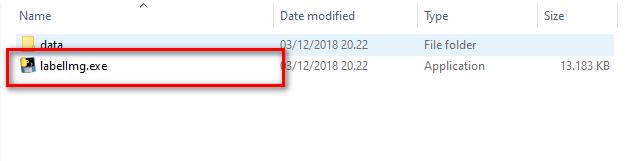 Name Date modified Type Size
data 03/12/2018 20.22 File folder
labelImg.exe 03/12/2018 20.22 Application 13.183 KB